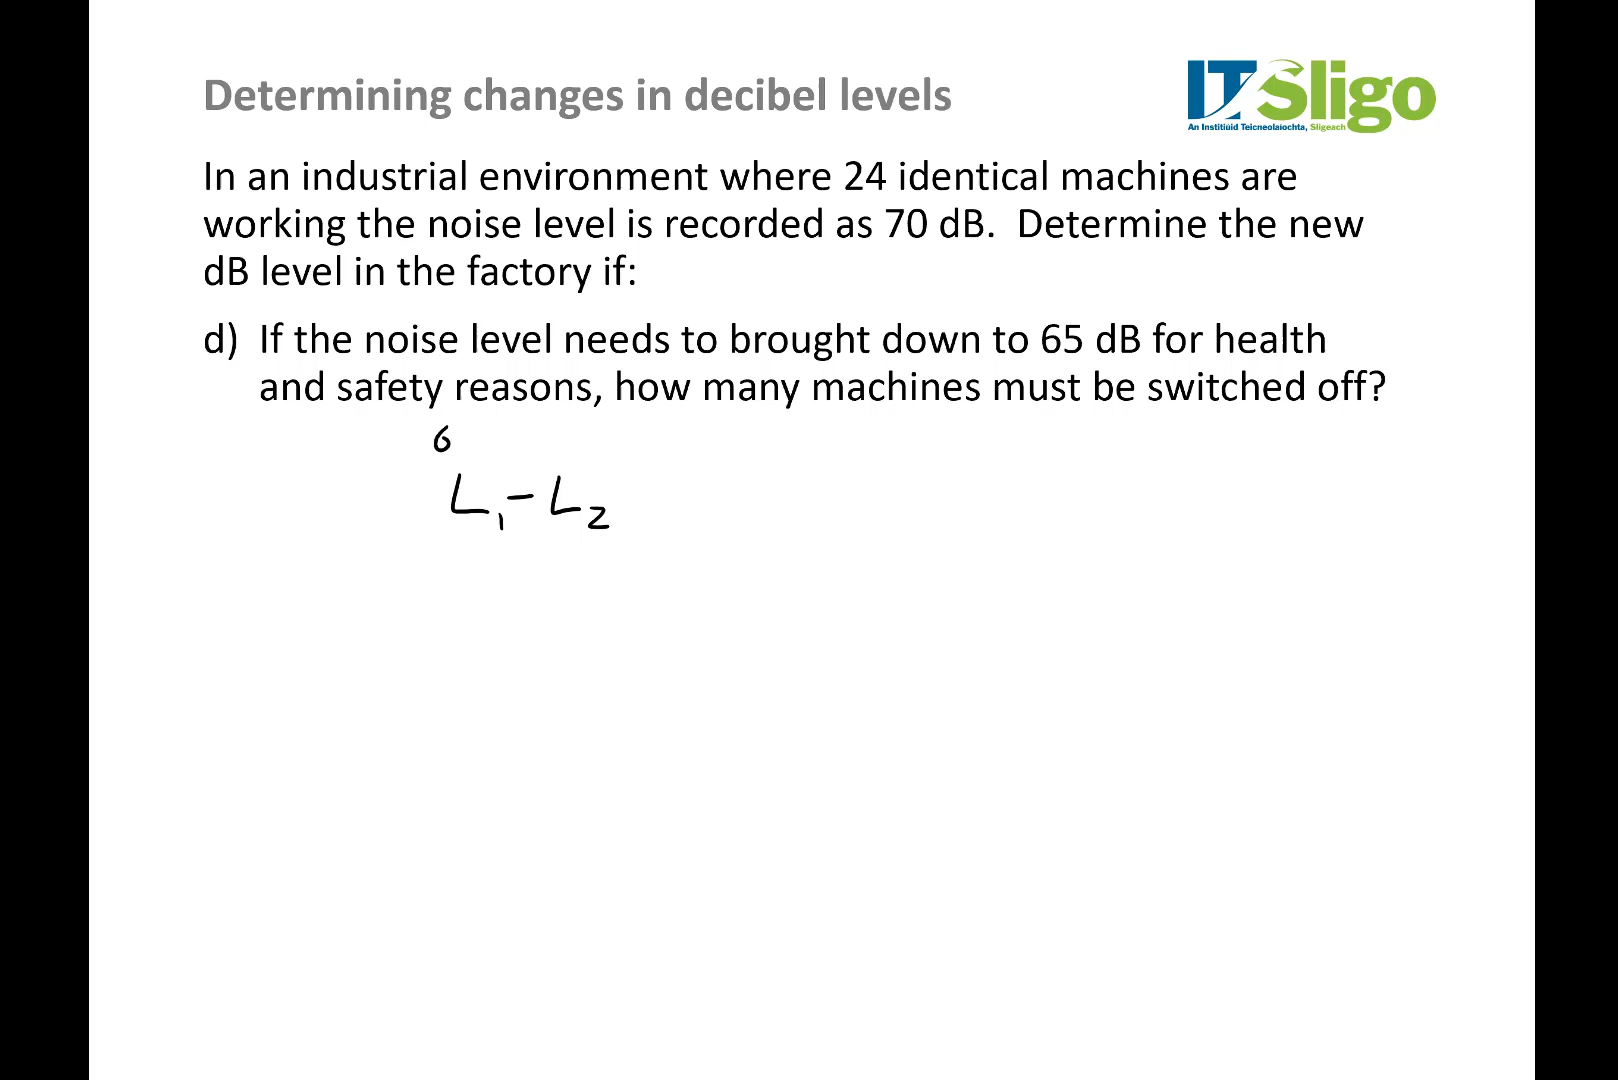 Determining changes in decibel levels
ITSligo
An Institiúid Teicneolaíochta, Sligeach
In an industrial environment where 24 identical machines are
working the noise level is recorded as 70 dB.  Determine the new
dB level in the factory if:
d) If the noise level needs to brought down to 65 dB for health
and safety reasons, how many machines must be switched off?
6
L₁ - L₂